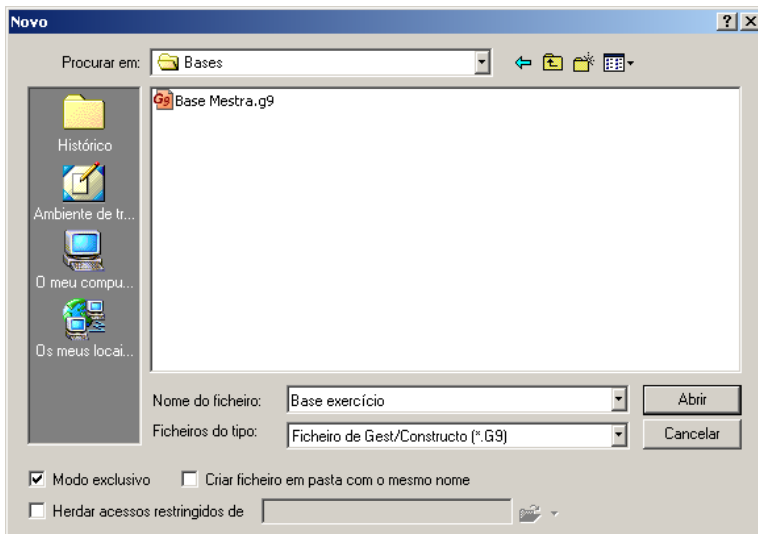 Novo
Procurar em: Bases
G9 Base Mestra.g9
Histórico
Ambiente de tr...
O meu compu...
Os meus locai...
Nome do ficheiro: Base exercício Abrir
Ficheiros do tipo: Ficheiro de Gest/Constructo (*.G9) Cancelar
Modo exclusivo Criar ficheiro em pasta com o mesmo nome
Herdar acessos restringidos de